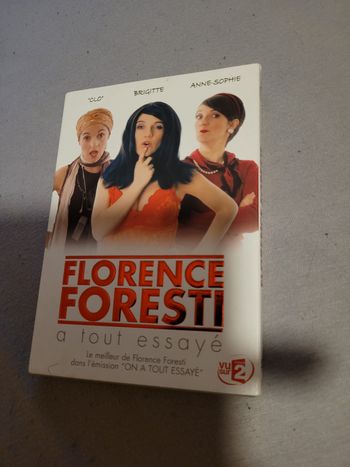 "CLO" BRIGITTE ANNE-SOPHIE
FLORENCE
FORESTI
a tout essayé
Le meilleur de Florence Foresti
dans l'émission "ON A TOUT ESSAYÉ"
vu
sur
2